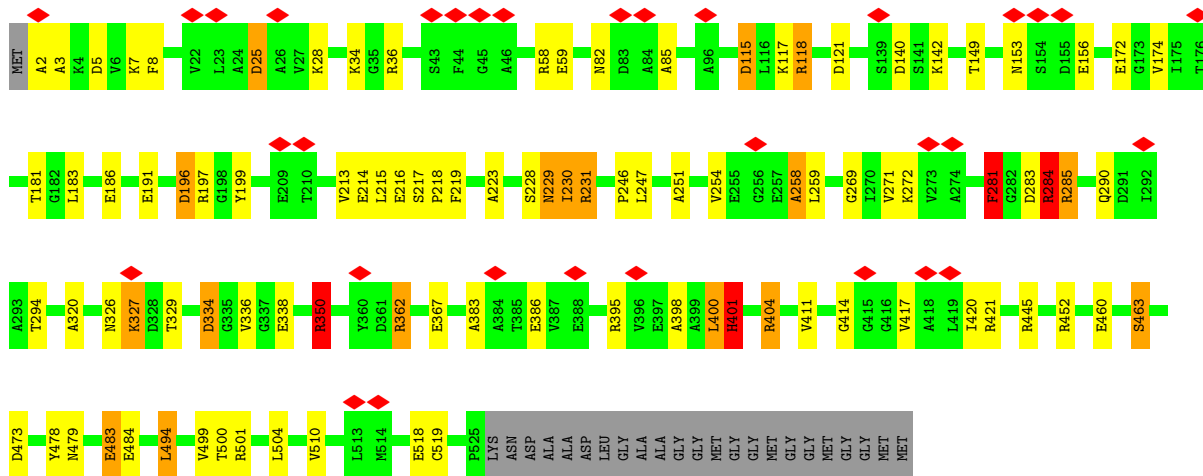 MET A2 A3 K4 D5 V6 K7 F8 V22 L23 A24 D25 A26 V27 K28 K34 G35 R36 S43 F44 G45 A46 R58 E59 N82 D83 A84 A85 A96 D115 L116 K117 R118 D121 S139 D140 S141 K142 T149 N153 S154 D155 E156 E172 G173 V174 I175 T176
T181 G182 L183 E186 E191 D196 R197 G198 Y199 E209 T210 V213 E214 L215 E216 S217 P218 F219 A223 S228 N229 I230 R231 P246 L247 A251 V254 E255 G256 E257 A258 L259 G269 I270 V271 K272 V273 A274 F281 G282 D283 R284 R285 Q290 D291 I292
A293 T294 A320 N326 K327 D328 T329 D334 G335 V336 G337 E338 R350 Y360 D361 R362 E367 A383 A384 T385 E386 V387 E388 R395 V396 E397 A398 A399 L400 H401 R404 V411 G414 G415 G416 V417 A418 L419 I420 R421 R445 R452 E460 S463
D473 Y478 N479 E483 E484 L494 V499 T500 R501 L504 V510 L513 M514 E518 C519 P525 LYS ASN ASP ALA ALA ASP LEU GLY ALA ALA GLY GLY MET GLY GLY MET GLY GLY MET GLY GLY MET MET